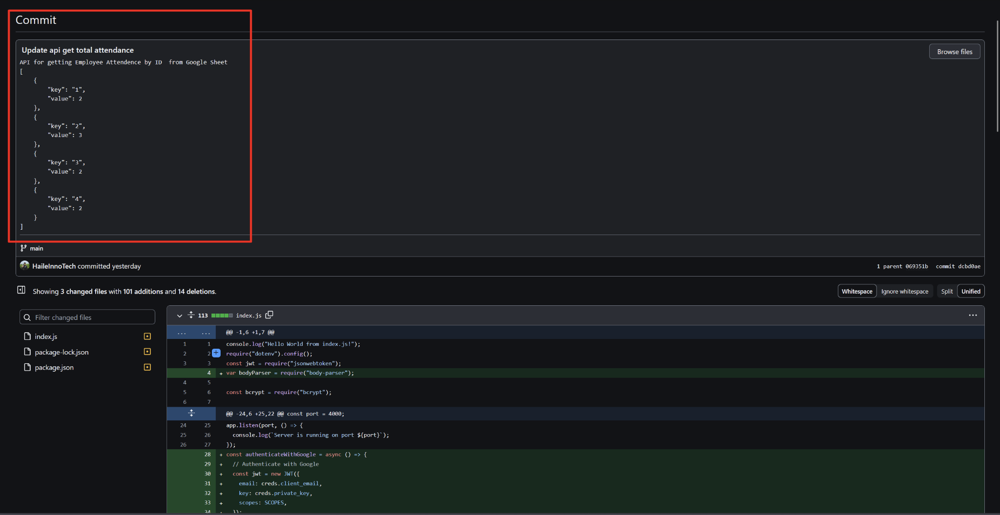 Commit
Update api get total attendance
Browse files
API for getting Employee Attendence by ID  from Google Sheet
[
    {
        "key": "1",
        "value": 2
    },
    {
        "key": "2",
        "value": 3
    },
    {
        "key": "3",
        "value": 2
    },
    {
        "key": "4",
        "value": 2
    }
]
main
HaileInnoTech committed yesterday
1 parent 069351b commit dcbd0ae
Showing 3 changed files with 101 additions and 14 deletions.
Whitespace Ignore whitespace Split Unified
Filter changed files
index.js
package-lock.json
package.json
113 index.js
... ... @@ -1,6 +1,7 @@
1 1 console.log("Hello World from index.js!");
2 2 require("dotenv").config();
3 3 const jwt = require("jsonwebtoken");
4 + var bodyParser = require("body-parser");
4 5
5 6 const bcrypt = require("bcrypt");
6 7
@@ -24,6 +25,22 @@ const port = 4000;
24 25 app.listen(port, () => {
25 26   console.log(`Server is running on port ${port}`);
26 27 });
28 + const authenticateWithGoogle = async () => {
29 +   // Authenticate with Google
30 +   const jwt = new JWT({
31 +     email: creds.client_email,
32 +     key: creds.private_key,
33 +     scopes: SCOPES,
34 +   });